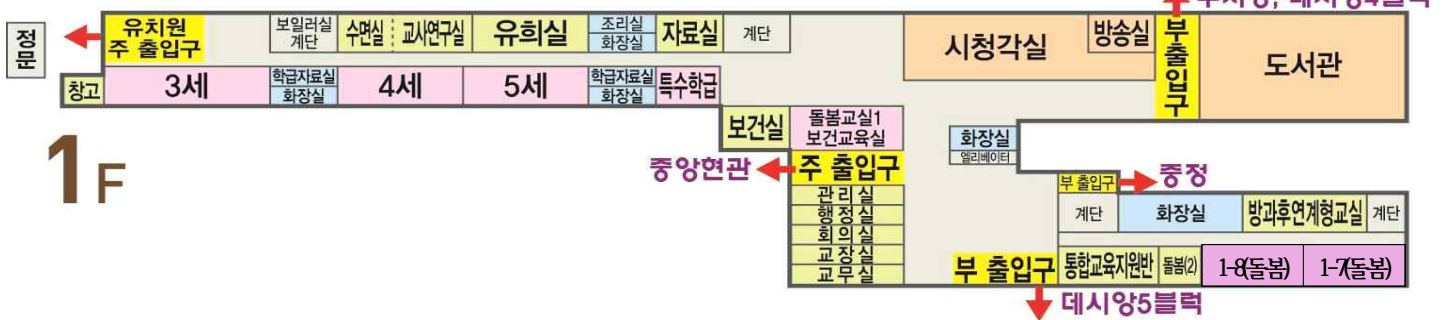 정문
유치원
주 출입구
보일러실
계단
수면실
교사연구실
유희실
조리실
화장실
자료실
계단
시청각실
방송실
부출입구
도서관
창고
3세
학급자료실
화장실
4세
5세
학급자료실
화장실
특수학급
보건실
돌봄교실1
보건교육실
화장실
엘리베이터
1F
중앙현관
주 출입구
관리실
행정실
회의실
교장실
교무실
부 출입구
중정
계단
화장실
방과후연계형교실
계단
부 출입구
통합교육지원반
돌봄(2)
1-8(돌봄)
1-7(돌봄)
데시앙5블럭